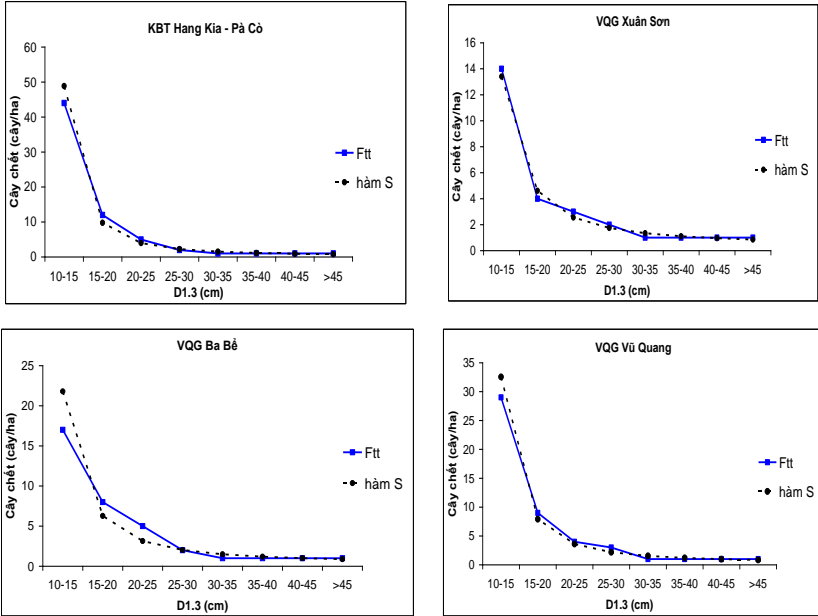 KBT Hang Kia - Pà Cò
Cây chết (cây/ha)
60
50
40
30
20
10
0
10-15 15-20 20-25 25-30 30-35 35-40 40-45 >45
D1.3 (cm)
Ftt
hàm S
VQG Xuân Sơn
Cây chết (cây/ha)
16
14
12
10
8
6
4
2
0
10-15 15-20 20-25 25-30 30-35 35-40 40-45 >45
D1.3 (cm)
Ftt
hàm S
VQG Ba Bể
Cây chết (cây/ha)
25
20
15
10
5
0
10-15 15-20 20-25 25-30 30-35 35-40 40-45 >45
D1.3 (cm)
Ftt
hàm S
VQG Vũ Quang
Cây chết (cây/ha)
35
30
25
20
15
10
5
0
10-15 15-20 20-25 25-30 30-35 35-40 40-45 >45
D1.3 (cm)
Ftt
hàm S